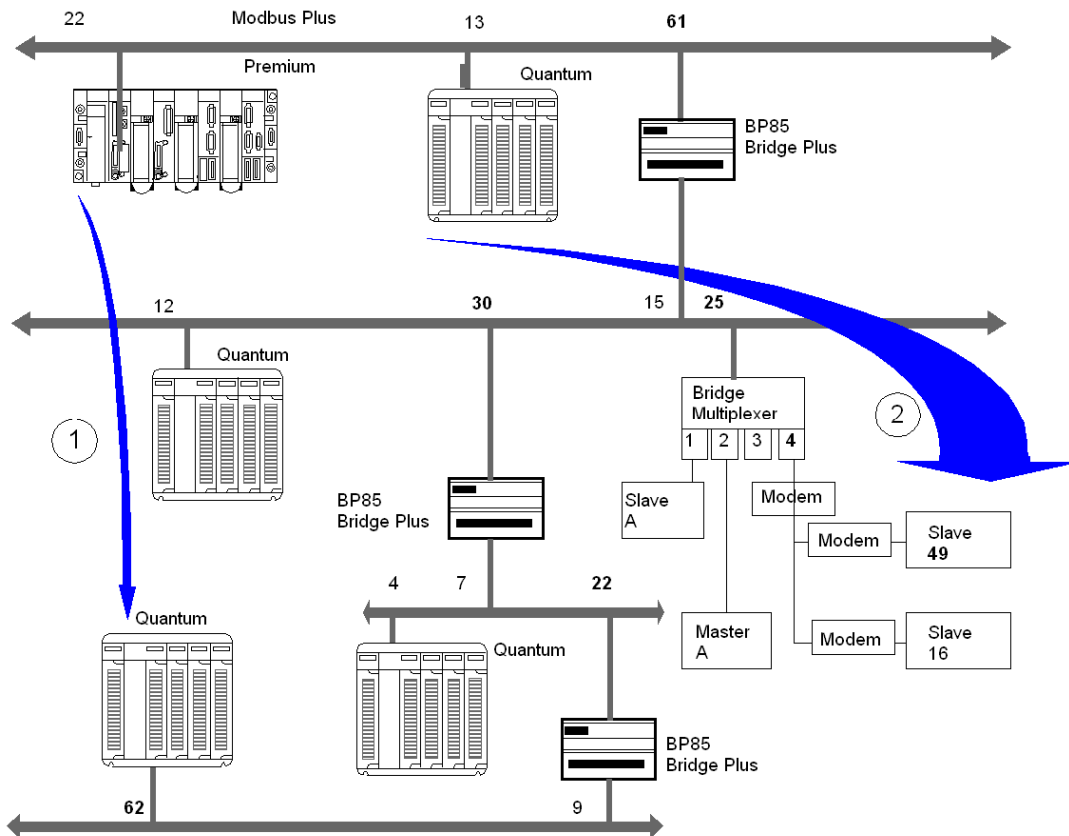 22 Modbus Plus 13 61
Premium
Quantum
BP85
Bridge Plus
12 30 15 25
Quantum
Bridge
Multiplexer
1 2 3 4
1
2
Slave
A
Modem
Modem
Slave
49
BP85
Bridge Plus
4 7 22
Quantum
Quantum
Master
A
Modem
Slave
16
BP85
Bridge Plus
62 9